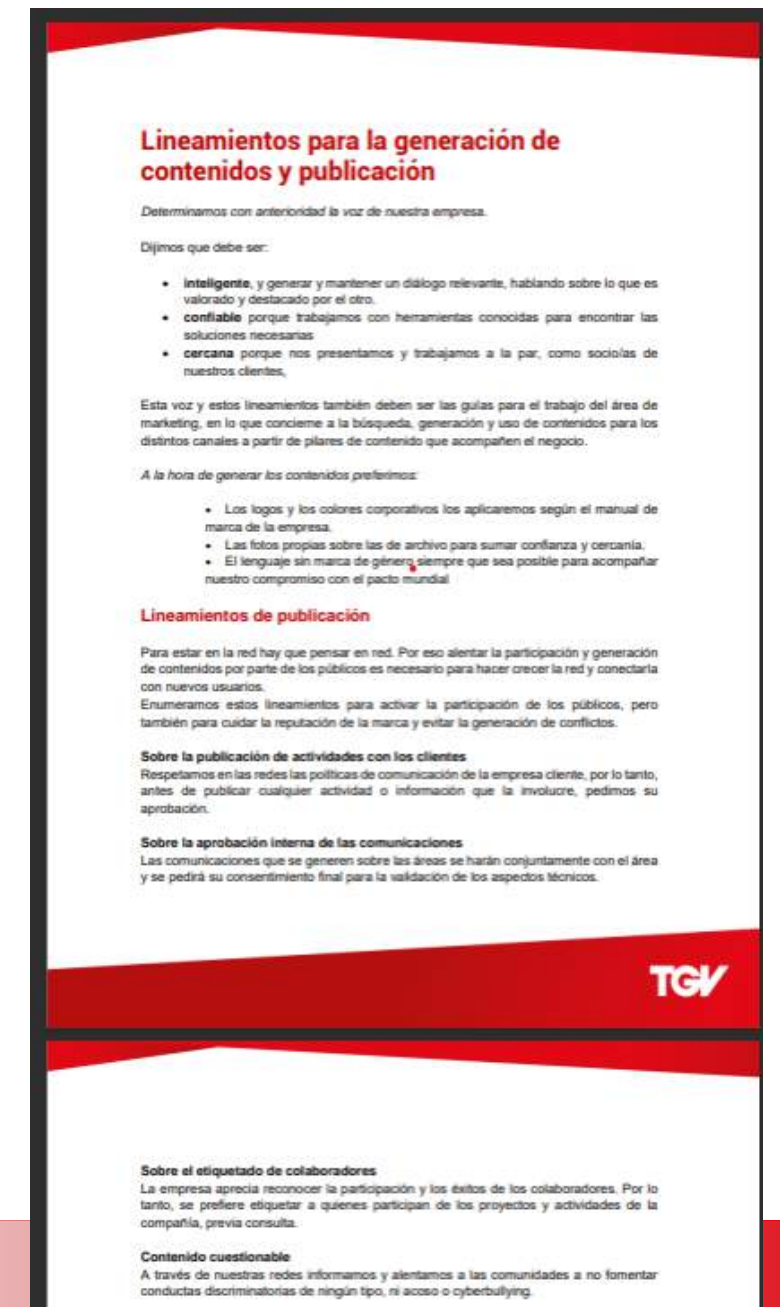 Lineamientos para la generación de
contenidos y publicación
Determinamos con anterioridad la voz de nuestra empresa.
Dijimos que debe ser:
• inteligente, y generar y mantener un diálogo relevante, hablando sobre lo que es
valorado y destacado por el otro.
• confiable porque trabajamos con herramientas conocidas para encontrar las
soluciones necesarias
• cercana porque nos presentamos y trabajamos a la par, como socio/as de
nuestros clientes,
Esta voz y estos lineamientos también deben ser las guías para el trabajo del área de
marketing, en lo que concierne a la búsqueda, generación y uso de contenidos para los
distintos canales a partir de pilares de contenido que acompañen el negocio.
A la hora de generar los contenidos preferimos:
• Los logos y los colores corporativos los aplicaremos según el manual de
marca de la empresa.
• Las fotos propias sobre las de archivo para sumar confianza y cercanía.
• El lenguaje sin marca de género siempre que sea posible para acompañar
nuestro compromiso con el pacto mundial
Lineamientos de publicación
Para estar en la red hay que pensar en red. Por eso alentar la participación y generación
de contenidos por parte de los públicos es necesario para hacer crecer la red y conectarla
con nuevos usuarios.
Enumeramos estos lineamientos para activar la participación de los públicos, pero
también para cuidar la reputación de la marca y evitar la generación de conflictos.
Sobre la publicación de actividades con los clientes
Respetamos en las redes las políticas de comunicación de la empresa cliente, por lo tanto,
antes de publicar cualquier actividad o información que la involucre, pedimos su
aprobación.
Sobre la aprobación interna de las comunicaciones
Las comunicaciones que se generen sobre las áreas se harán conjuntamente con el área
y se pedirá su consentimiento final para la validación de los aspectos técnicos.
TGV
Sobre el etiquetado de colaboradores
La empresa aprecia reconocer la participación y los éxitos de los colaboradores. Por lo
tanto, se prefiere etiquetar a quienes participan de los proyectos y actividades de la
compañía, previa consulta.
Contenido cuestionable
A través de nuestras redes informamos y alentamos a las comunidades a no fomentar
conductas discriminatorias de ningún tipo, ni acoso o cyberbullying.